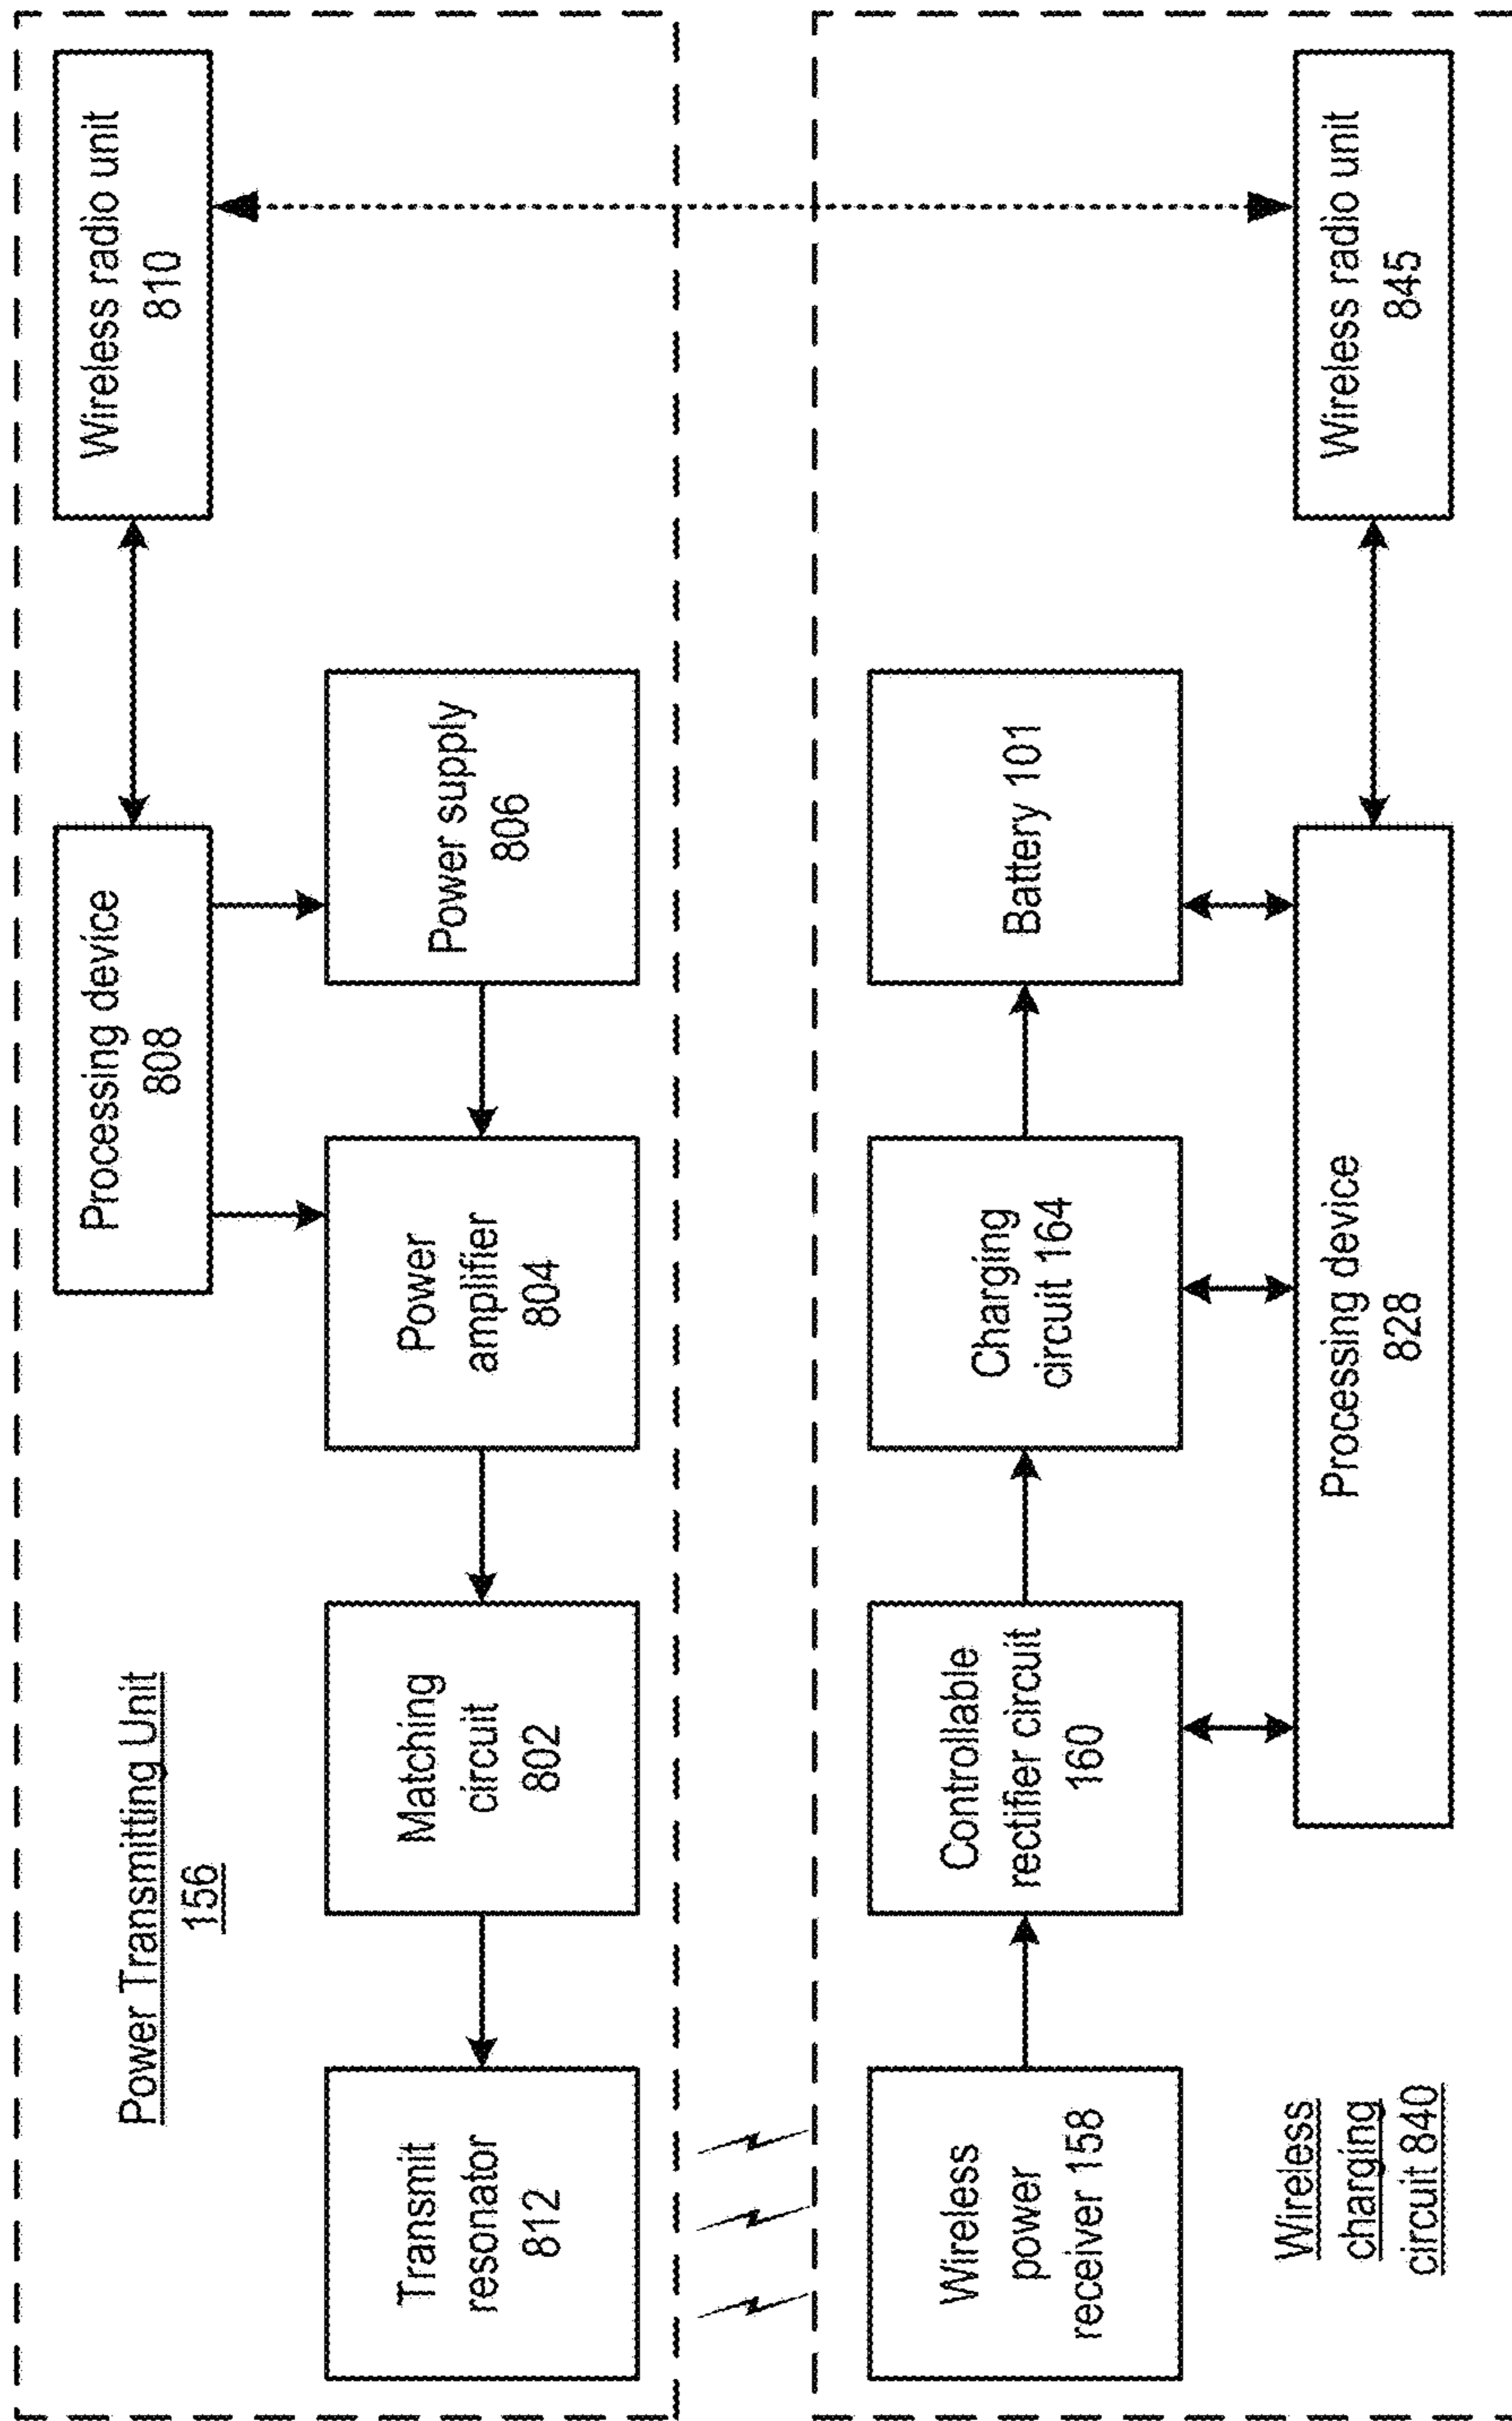 Power Transmitting Unit
156
Processing device
808
Wireless radio unit
810
Transmit
resonator
812
Matching
circuit
802
Power
amplifier
804
Power supply
806
Wireless
power
receiver 158
Controllable
rectifier circuit
160
Charging
circuit 164
Battery 101
Wireless
charging
circuit 840
Processing device
828
Wireless radio unit
845